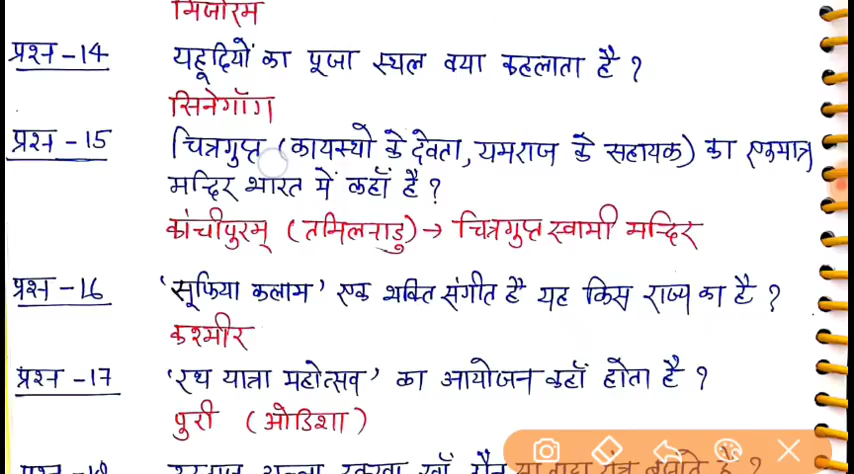 मिजोरम
प्रश्न -14 यहूदियों का पूजा स्थल क्या कहलाता है ?
सिनेगॉग
प्रश्न -15 चित्रगुप्त (कायस्थो के देवता, यमराज के सहायक) का एकमात्र
मन्दिर भारत में कहाँ है ?
कांचीपुरम् (तमिलनाडु) → चित्रगुप्त स्वामी मन्दिर
प्रश्न -16 'सूफिया कलाम' एक भक्ति संगीत है यह किस राज्य का है ?
कश्मीर
प्रश्न -17 'रथ यात्रा महोत्सव' का आयोजन कहाँ होता है ?
पुरी (ओडिशा)